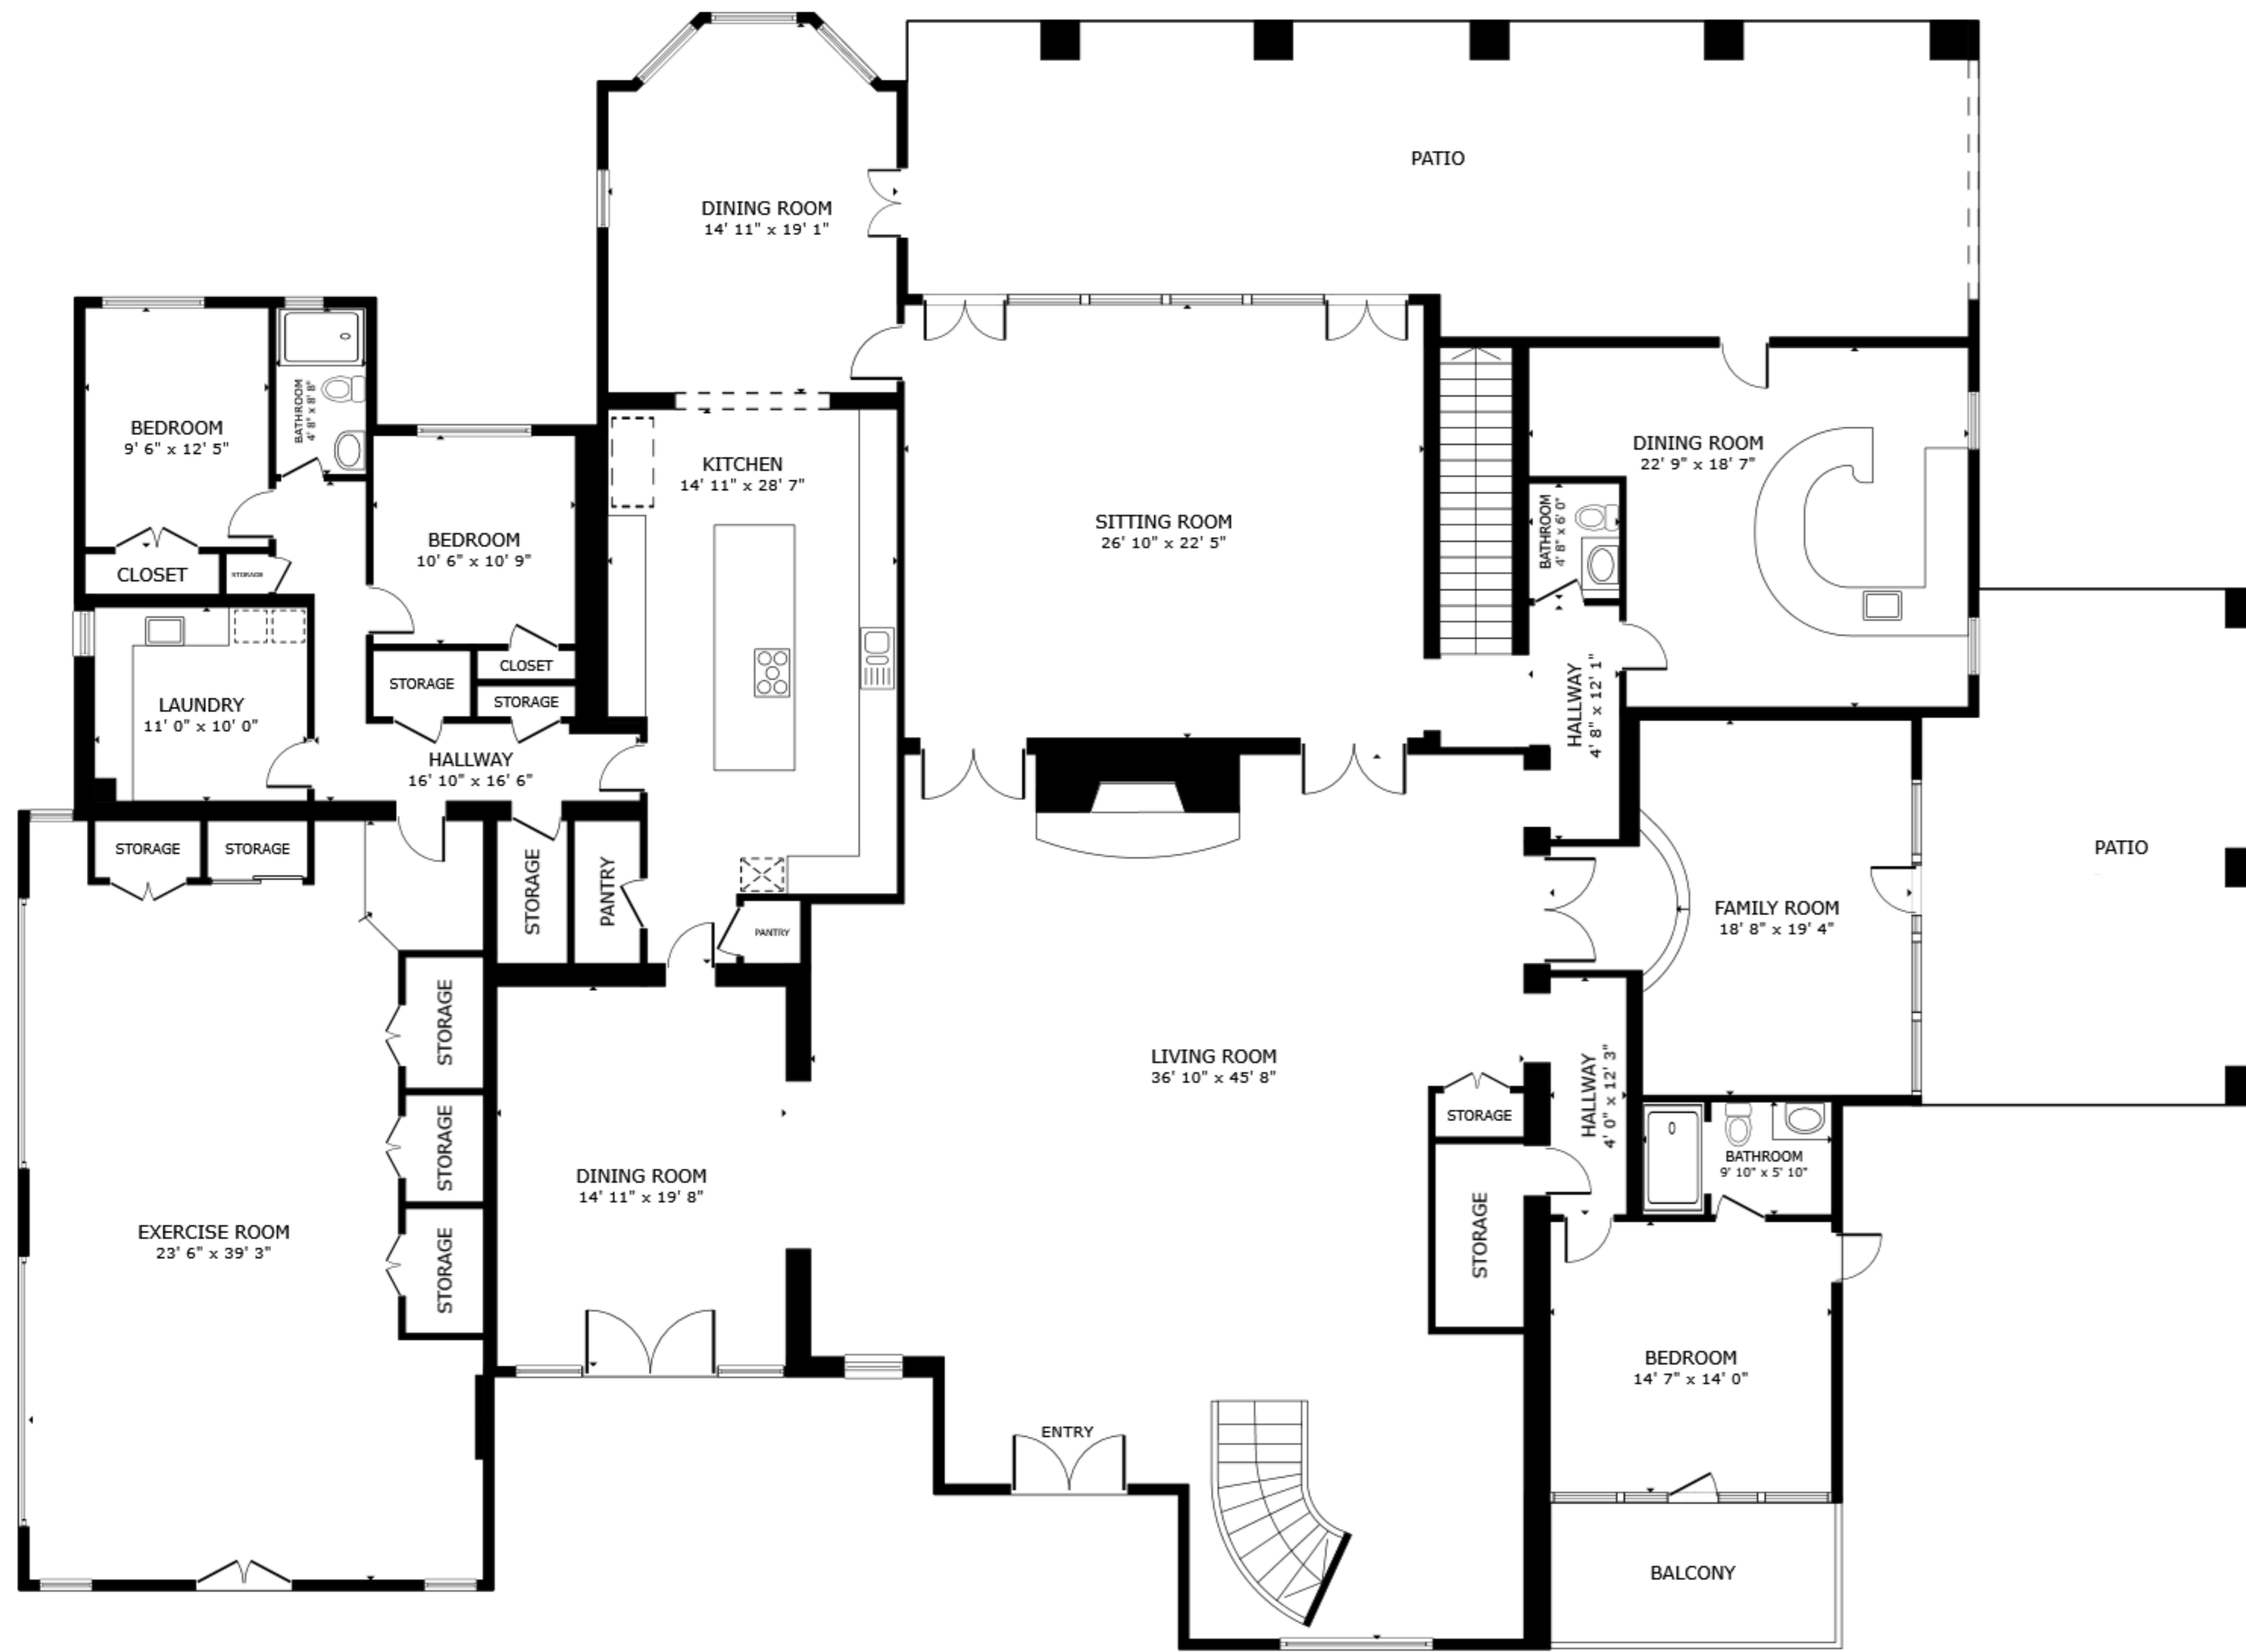 PATIO
DINING ROOM
14' 11" x 19' 1"
BEDROOM
9' 6" x 12' 5"
BATHROOM
4' 8" x 8' 8"
KITCHEN
14' 11" x 28' 7"
DINING ROOM
22' 9" x 18' 7"
SITTING ROOM
26' 10" x 22' 5"
BATHROOM
4' 8" x 6' 0"
BEDROOM
10' 6" x 10' 9"
CLOSET
STORAGE
CLOSET
STORAGE
STORAGE
LAUNDRY
11' 0" x 10' 0"
HALLWAY
4' 8" x 12' 1"
HALLWAY
16' 10" x 16' 6"
STORAGE
STORAGE
STORAGE
PANTRY
PANTRY
PATIO
FAMILY ROOM
18' 8" x 19' 4"
STORAGE
LIVING ROOM
36' 10" x 45' 8"
HALLWAY
4' 0" x 12' 3"
STORAGE
STORAGE
BATHROOM
9' 10" x 5' 10"
DINING ROOM
14' 11" x 19' 8"
EXERCISE ROOM
23' 6" x 39' 3"
STORAGE
STORAGE
BEDROOM
14' 7" x 14' 0"
ENTRY
BALCONY